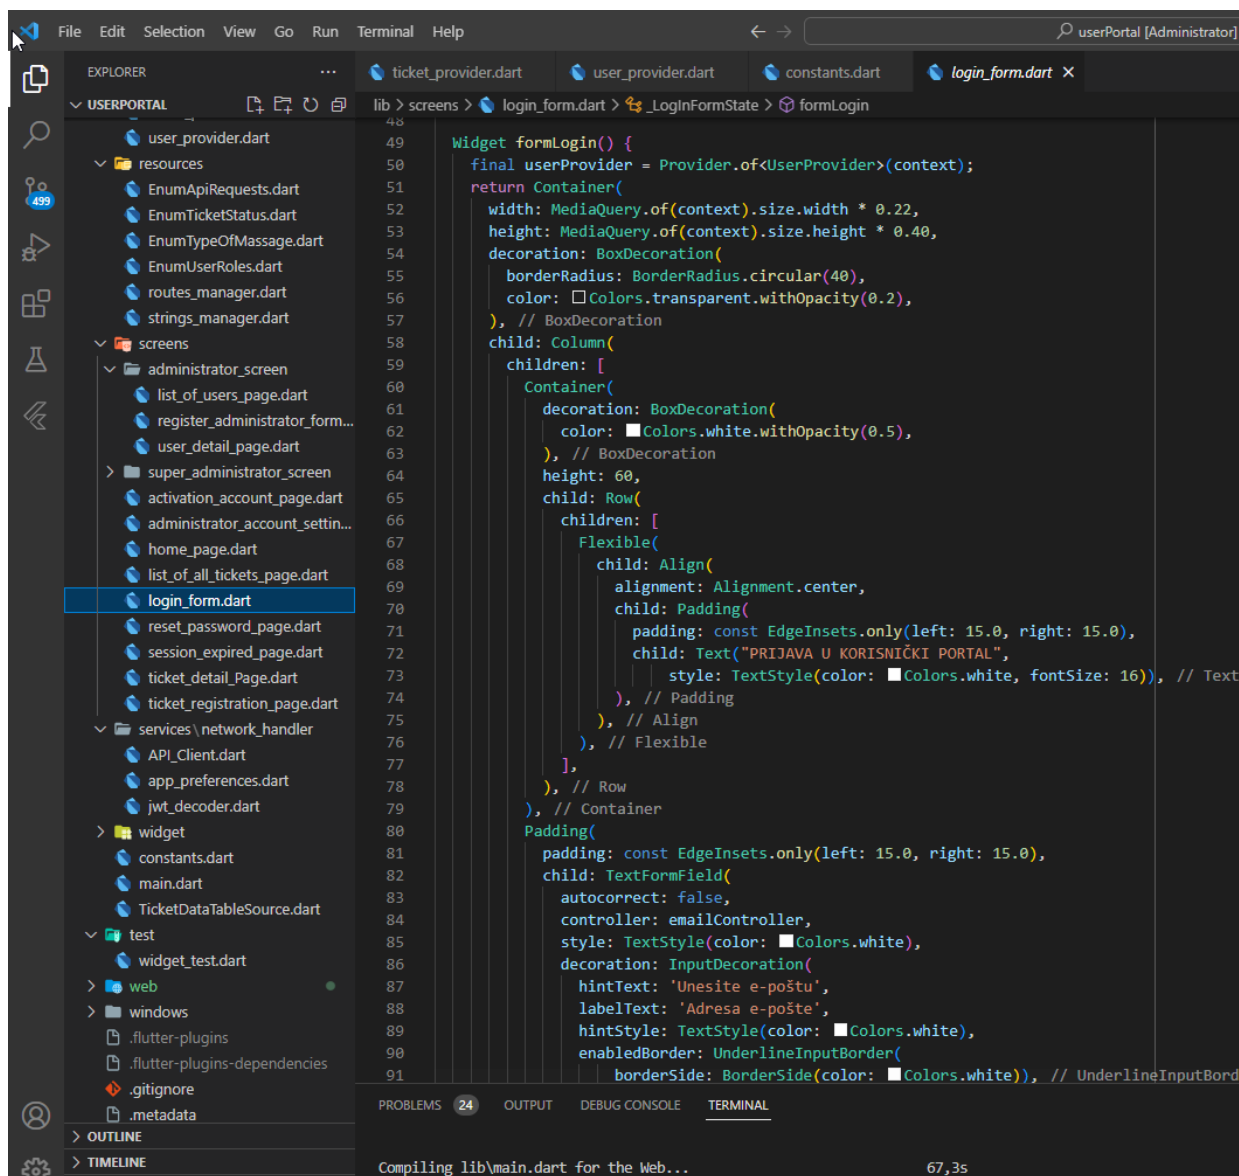 File Edit Selection View Go Run Terminal Help
userPortal [Administrator]
EXPLORER
ticket_provider.dart
user_provider.dart
constants.dart
login_form.dart
USERPORTAL
lib > screens > login_form.dart > _LogInFormState > formLogin
user_provider.dart
resources
EnumApiRequests.dart
499
EnumTicketStatus.dart
EnumTypeOfMassage.dart
EnumUserRoles.dart
routes_manager.dart
strings_manager.dart
screens
administrator_screen
list_of_users_page.dart
register_administrator_form...
user_detail_page.dart
super_administrator_screen
activation_account_page.dart
administrator_account_settin...
home_page.dart
list_of_all_tickets_page.dart
login_form.dart
reset_password_page.dart
session_expired_page.dart
ticket_detail_Page.dart
ticket_registration_page.dart
services\network_handler
API_Client.dart
app_preferences.dart
jwt_decoder.dart
widget
constants.dart
main.dart
TicketDataTableSource.dart
test
widget_test.dart
web
windows
.flutter-plugins
.flutter-plugins-dependencies
.gitignore
.metadata
OUTLINE
TIMELINE
48
49 Widget formLogin() {
50 final userProvider = Provider.of<UserProvider>(context);
51 return Container(
52 width: MediaQuery.of(context).size.width * 0.22,
53 height: MediaQuery.of(context).size.height * 0.40,
54 decoration: BoxDecoration(
55 borderRadius: BorderRadius.circular(40),
56 color: Colors.transparent.withOpacity(0.2),
57 ), // BoxDecoration
58 child: Column(
59 children: [
60 Container(
61 decoration: BoxDecoration(
62 color: Colors.white.withOpacity(0.5),
63 ), // BoxDecoration
64 height: 60,
65 child: Row(
66 children: [
67 Flexible(
68 child: Align(
69 alignment: Alignment.center,
70 child: Padding(
71 padding: const EdgeInsets.only(left: 15.0, right: 15.0),
72 child: Text("PRIJAVA U KORISNIČKI PORTAL",
73 style: TextStyle(color: Colors.white, fontSize: 16)), // Text
74 ), // Padding
75 ), // Align
76 ), // Flexible
77 ],
78 ), // Row
79 ), // Container
80 Padding(
81 padding: const EdgeInsets.only(left: 15.0, right: 15.0),
82 child: TextFormField(
83 autocorrect: false,
84 controller: emailController,
85 style: TextStyle(color: Colors.white),
86 decoration: InputDecoration(
87 hintText: 'Unesite e-poštu',
88 labelText: 'Adresa e-pošte',
89 hintStyle: TextStyle(color: Colors.white),
90 enabledBorder: UnderlineInputBorder(
91 borderSide: BorderSide(color: Colors.white)), // UnderlineInputBord
PROBLEMS 24 OUTPUT DEBUG CONSOLE TERMINAL
Compiling lib\main.dart for the Web... 67,3s